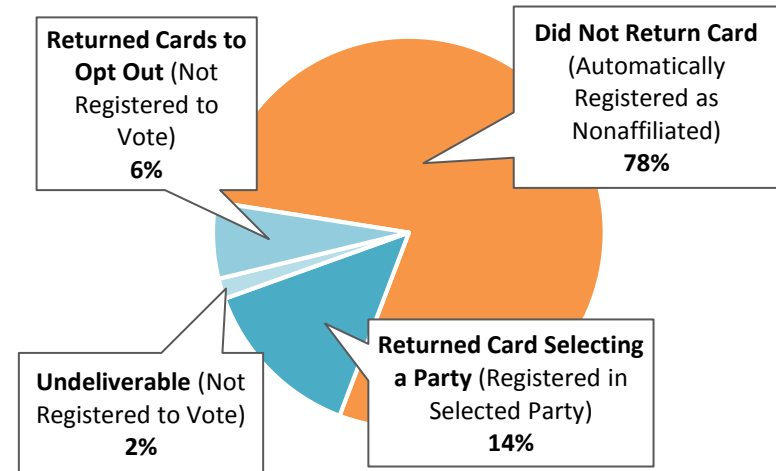 Returned Cards to
Opt Out (Not
Registered to
Vote)
6%
Did Not Return Card
(Automatically
Registered as
Nonaffiliated)
78%
Undeliverable (Not
Registered to Vote)
2%
Returned Card Selecting
a Party (Registered in
Selected Party)
14%